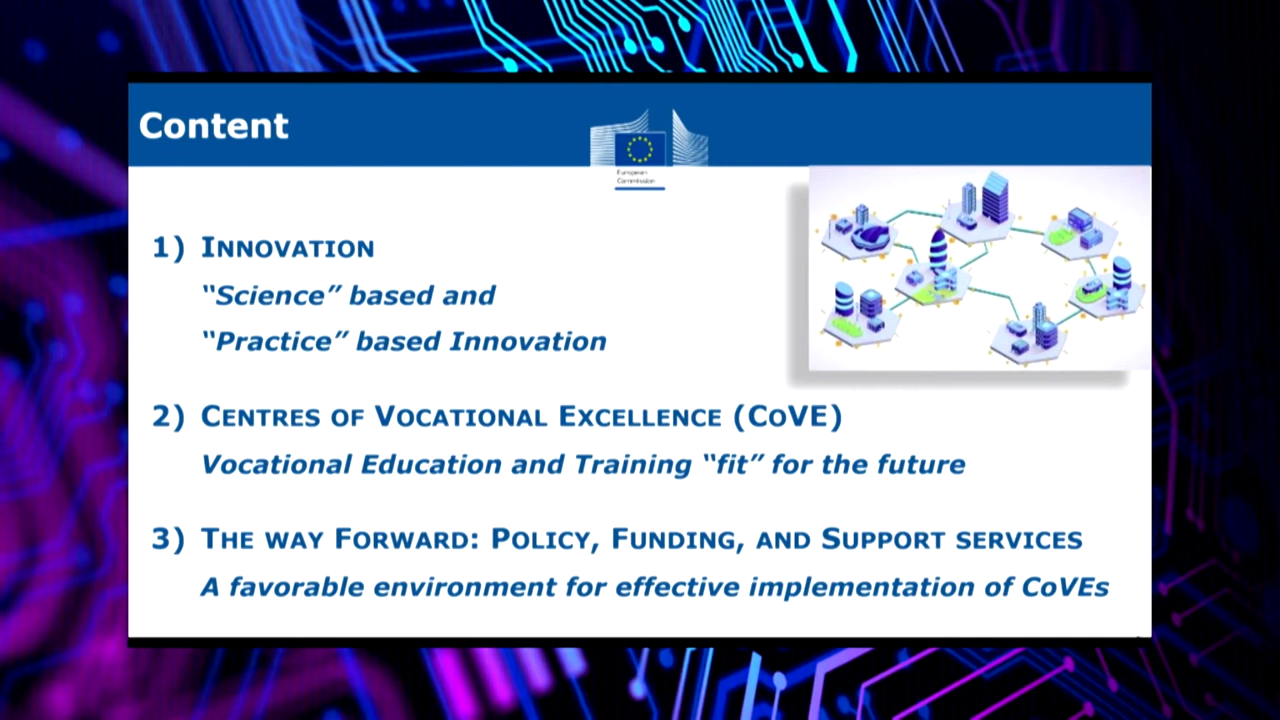 Content
European
Commission
1) INNOVATION
“Science” based and
“Practice” based Innovation
2) CENTRES OF VOCATIONAL EXCELLENCE (CoVE)
Vocational Education and Training “fit” for the future
3) THE WAY FORWARD: POLICY, FUNDING, AND SUPPORT SERVICES
A favorable environment for effective implementation of CoVEs